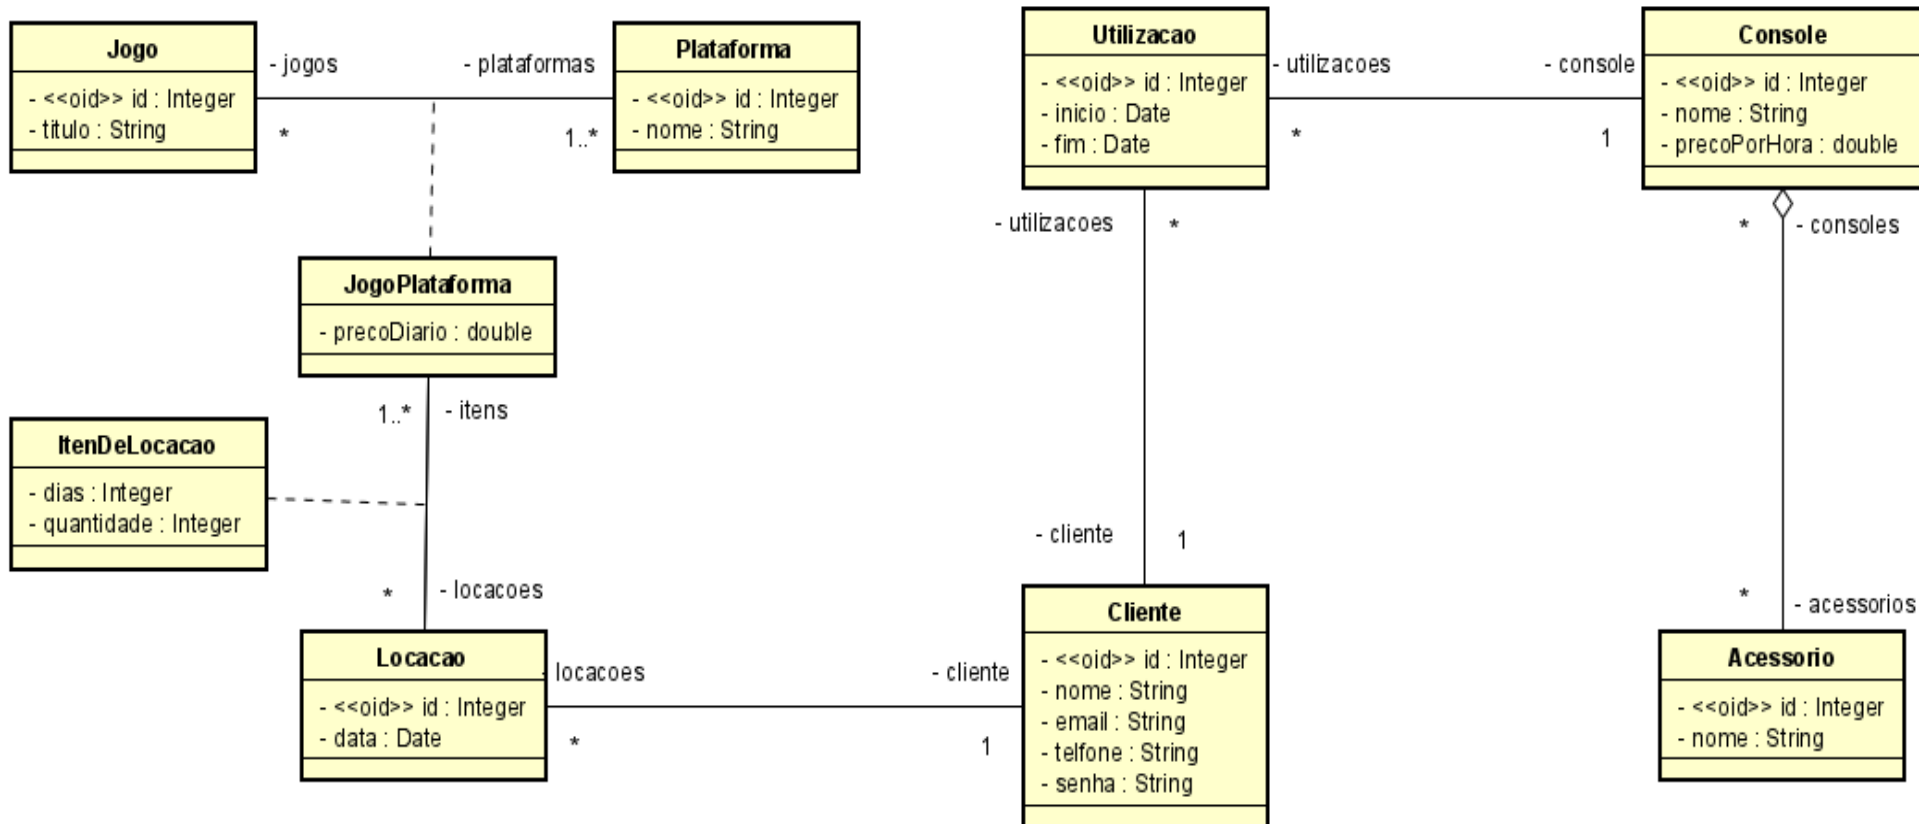 Jogo
- <<oid>> id : Integer
- titulo : String
- jogos
*
- plataformas
1..*
Plataforma
- <<oid>> id : Integer
- nome : String
JogoPlataforma
- precoDiario : double
1..*
- itens
ItenDeLocacao
- dias : Integer
- quantidade : Integer
*
- locacoes
Locacao
- <<oid>> id : Integer
- data : Date
- locacoes
*
- cliente
1
Utilizacao
- <<oid>> id : Integer
- inicio : Date
- fim : Date
- utilizacoes
*
- console
1
Console
- <<oid>> id : Integer
- nome : String
- precoPorHora : double
- utilizacoes
*
- cliente
1
Cliente
- <<oid>> id : Integer
- nome : String
- email : String
- telfone : String
- senha : String
*
- consoles
*
- acessorios
Acessorio
- <<oid>> id : Integer
- nome : String